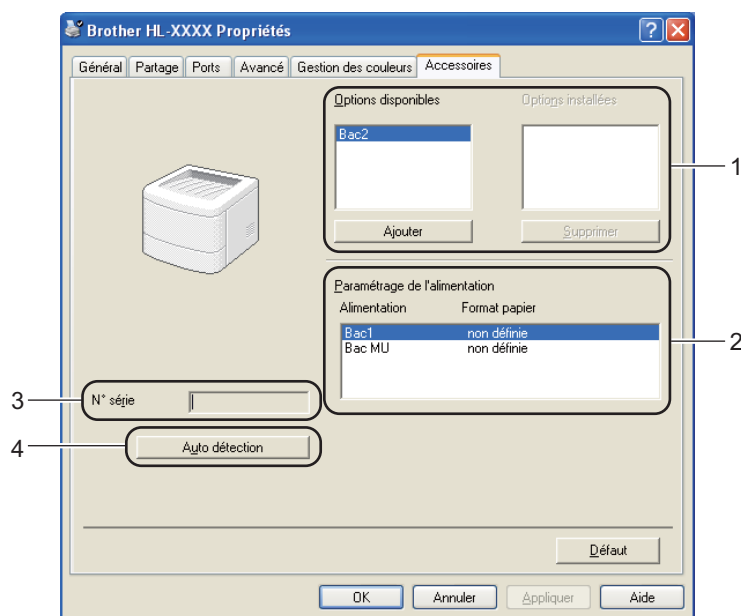 Brother HL-XXXX Propriétés
Général Partage Ports Avancé Gestion des couleurs Accessoires
Options disponibles Options installées
Bac2
1
Ajouter Supprimer
Paramétrage de l'alimentation
Alimentation Format papier
Bac1 non définie
Bac MU non définie
2
3 N° série
4 Auto détection
Défaut
OK Annuler Appliquer Aide